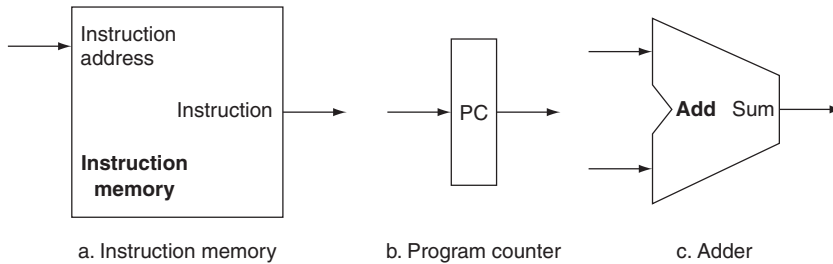 Instruction
address
Instruction
Instruction
memory
PC
Add Sum
a. Instruction memory
b. Program counter
c. Adder